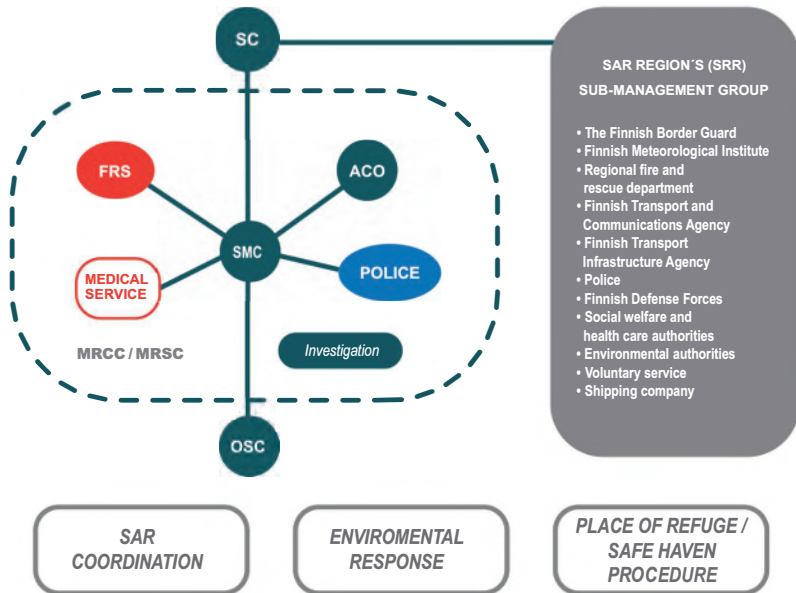 SC
FRS
ACO
SMC
MEDICAL
SERVICE
POLICE
MRCC / MRSC
Investigation
OSC
SAR REGION´S (SRR)
SUB-MANAGEMENT GROUP
• The Finnish Border Guard
• Finnish Meteorological Institute
• Regional fire and
rescue department
• Finnish Transport and
Communications Agency
• Finnish Transport
Infrastructure Agency
• Police
• Finnish Defense Forces
• Social welfare and
health care authorities
• Environmental authorities
• Voluntary service
• Shipping company
SAR
COORDINATION
ENVIROMENTAL
RESPONSE
PLACE OF REFUGE /
SAFE HAVEN
PROCEDURE